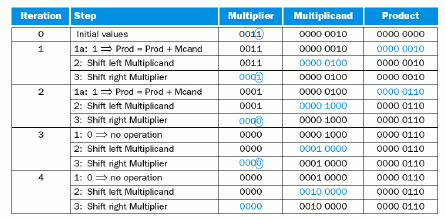 Iteration Step Multiplier Multiplicand Product
0 Initial values 0011 0000 0010 0000 0000
1 1a: 1 ⟹ Prod = Prod + Mcand 0011 0000 0010 0000 0010
2: Shift left Multiplicand 0011 0000 0100 0000 0010
3: Shift right Multiplier 0001 0000 0100 0000 0010
2 1a: 1 ⟹ Prod = Prod + Mcand 0001 0000 0100 0000 0110
2: Shift left Multiplicand 0001 0000 1000 0000 0110
3: Shift right Multiplier 0000 0000 1000 0000 0110
3 1: 0 ⟹ no operation 0000 0000 1000 0000 0110
2: Shift left Multiplicand 0000 0001 0000 0000 0110
3: Shift right Multiplier 0000 0001 0000 0000 0110
4 1: 0 ⟹ no operation 0000 0001 0000 0000 0110
2: Shift left Multiplicand 0000 0010 0000 0000 0110
3: Shift right Multiplier 0000 0010 0000 0000 0110